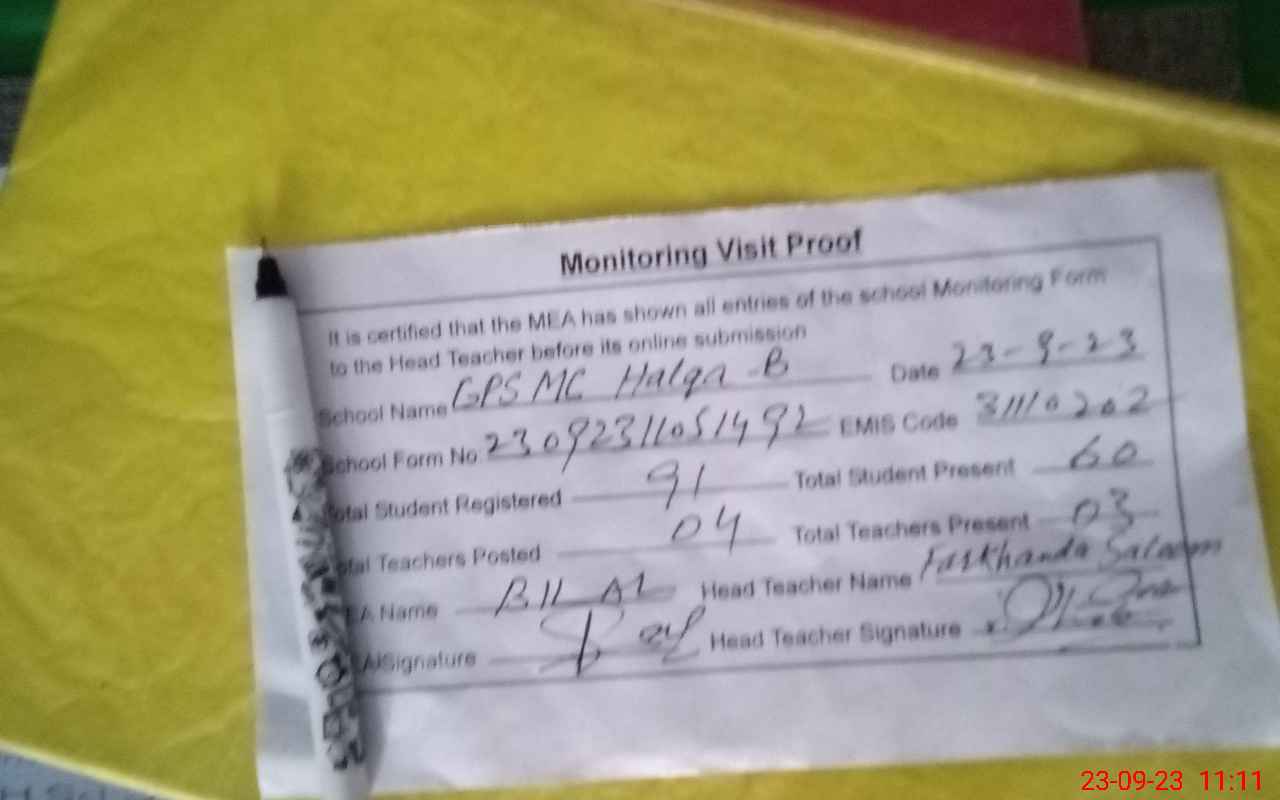 Monitoring Visit Proof
It is certified that the MEA has shown all entries of the school Monitoring Form
to the Head Teacher before its online submission
School Name GPS MC Halqa-B Date 23-9-23
School Form No 23092311051492 EMIS Code 31110202
Total Student Registered 91 Total Student Present 60
Total Teachers Posted 04 Total Teachers Present 03
EA Name BILAL Head Teacher Name Farkhanda Saleem
Signature Head Teacher Signature
23-09-23 11:11